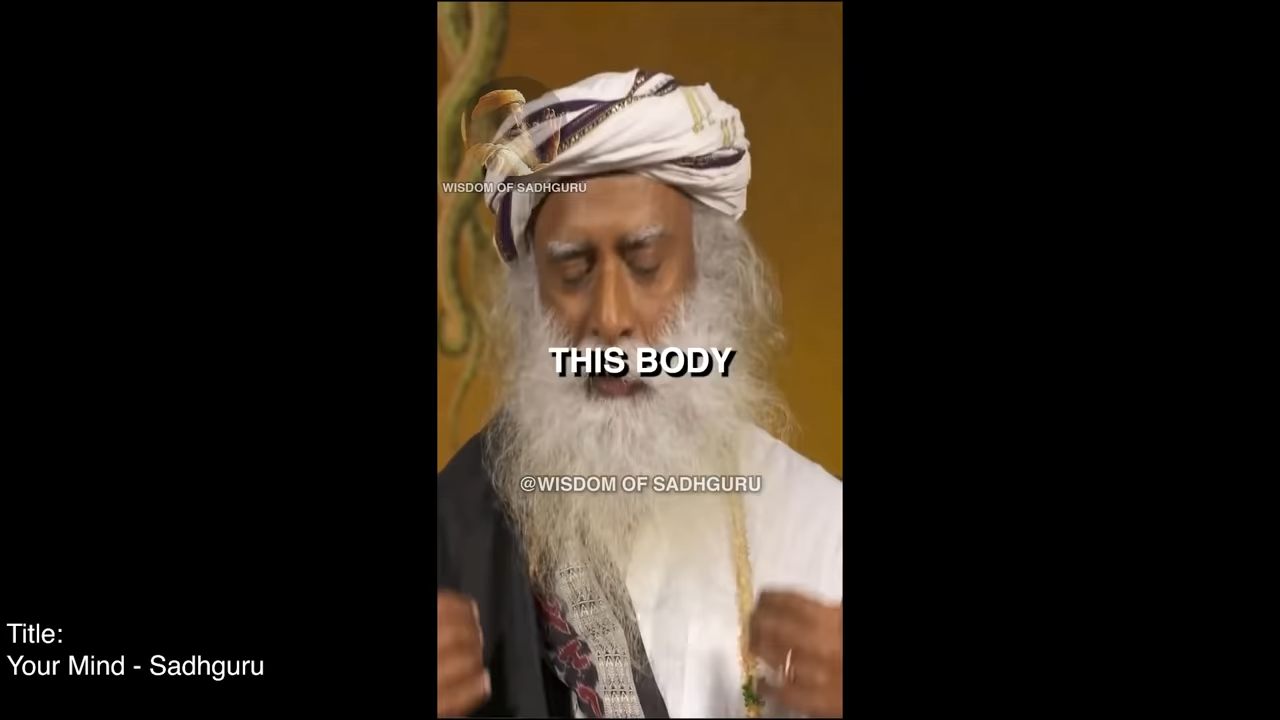 WISDOM OF SADHGURU
THIS BODY
@WISDOM OF SADHGURU
Title:
Your Mind - Sadhguru